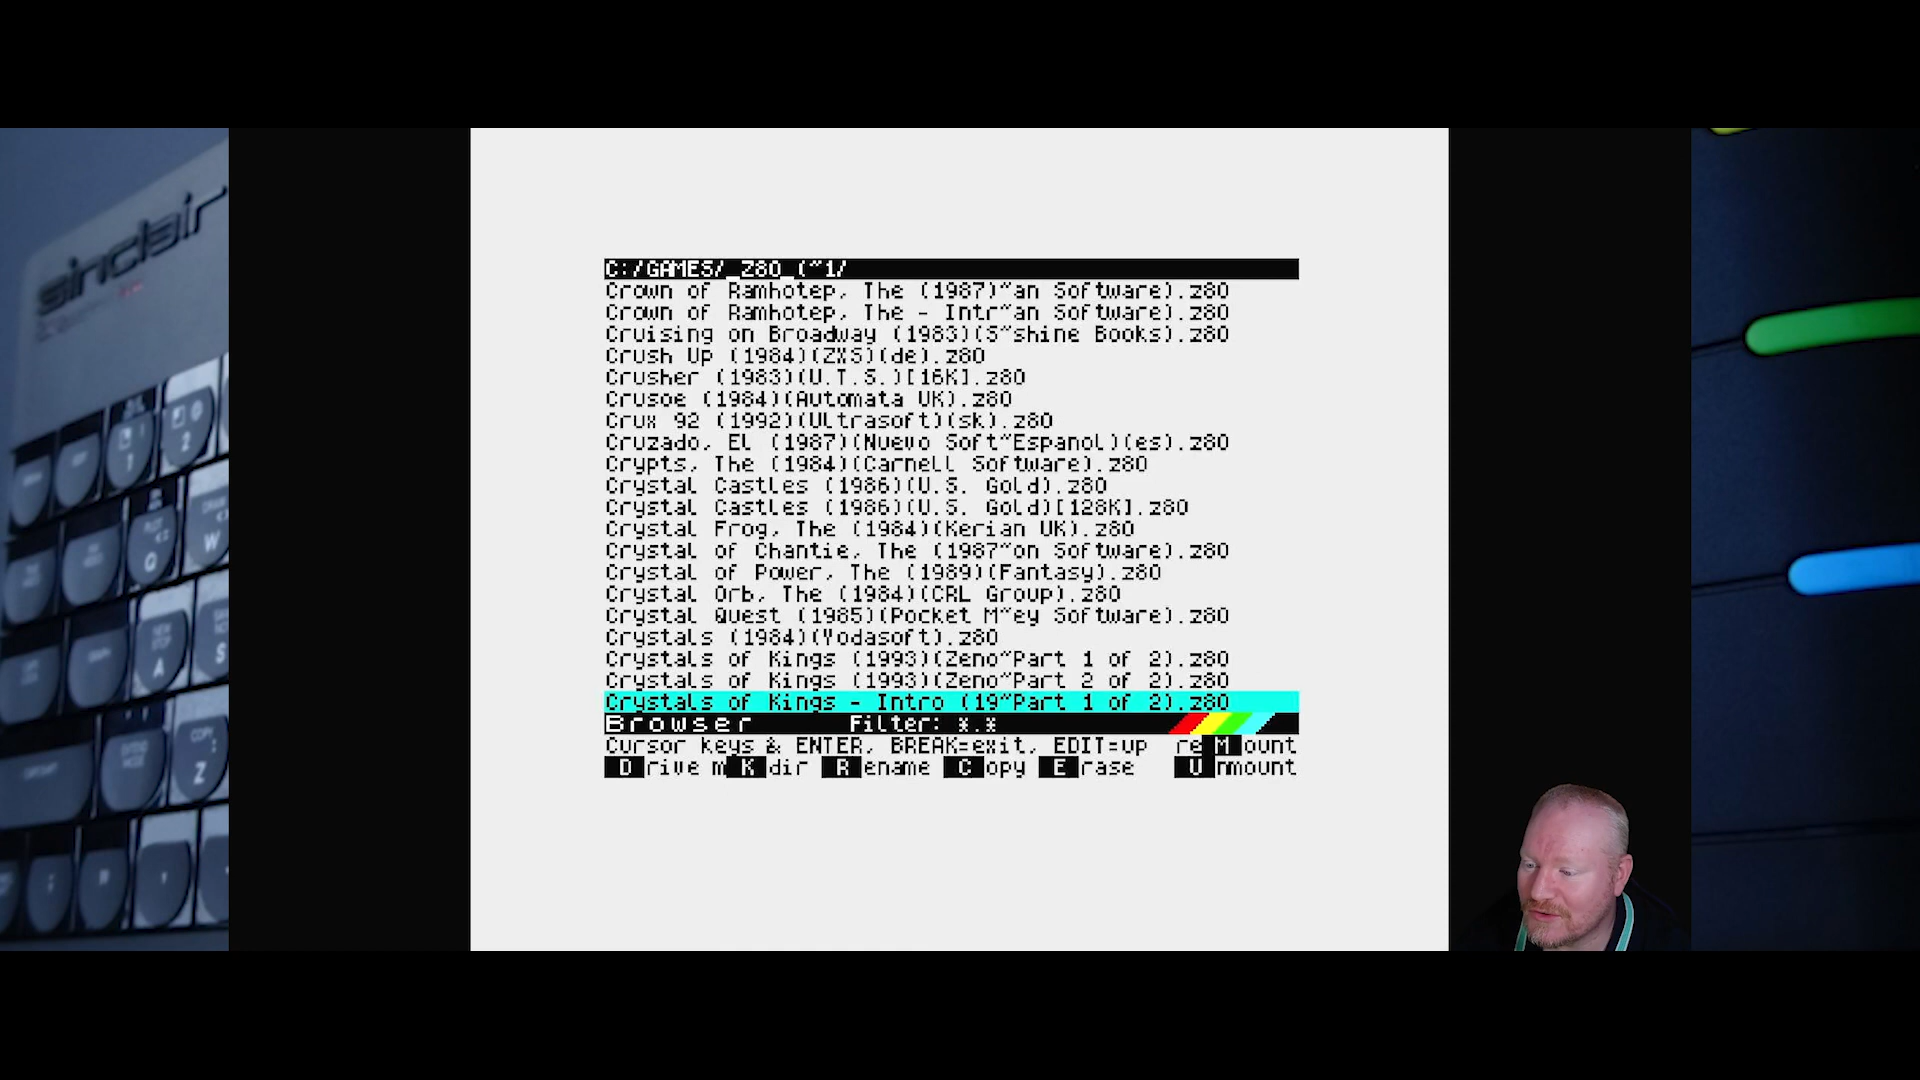 sinclair
C:/GAMES/_Z80_(~1/
Crown of Ramhotep, The (1987)~an Software).z80
Crown of Ramhotep, The - Intr~an Software).z80
Cruising on Broadway (1983)(S~shine Books).z80
Crush Up (1984)(ZXS)(de).z80
Crusher (1983)(U.T.S.)[16K].z80
Crusoe (1984)(Automata UK).z80
Crux 92 (1992)(Ultrasoft)(sk).z80
Cruzado, El (1987)(Nuevo Soft~Espanol)(es).z80
Crypts, The (1984)(Carnell Software).z80
Crystal Castles (1986)(U.S. Gold).z80
Crystal Castles (1986)(U.S. Gold)[128K].z80
Crystal Frog, The (1984)(Kerian UK).z80
Crystal of Chantie, The (1987~on Software).z80
Crystal of Power, The (1989)(Fantasy).z80
Crystal Orb, The (1984)(CRL Group).z80
Crystal Quest (1985)(Pocket M~ey Software).z80
Crystals (1984)(Yodasoft).z80
Crystals of Kings (1993)(Zeno~Part 1 of 2).z80
Crystals of Kings (1993)(Zeno~Part 2 of 2).z80
Crystals of Kings - Intro (19~Part 1 of 2).z80
Browser Filter: *.*
Cursor keys & ENTER, BREAK=exit, EDIT=up reMount
Drive mKdir Rename Copy Erase Unmount
1 2
Q W
A S
Z